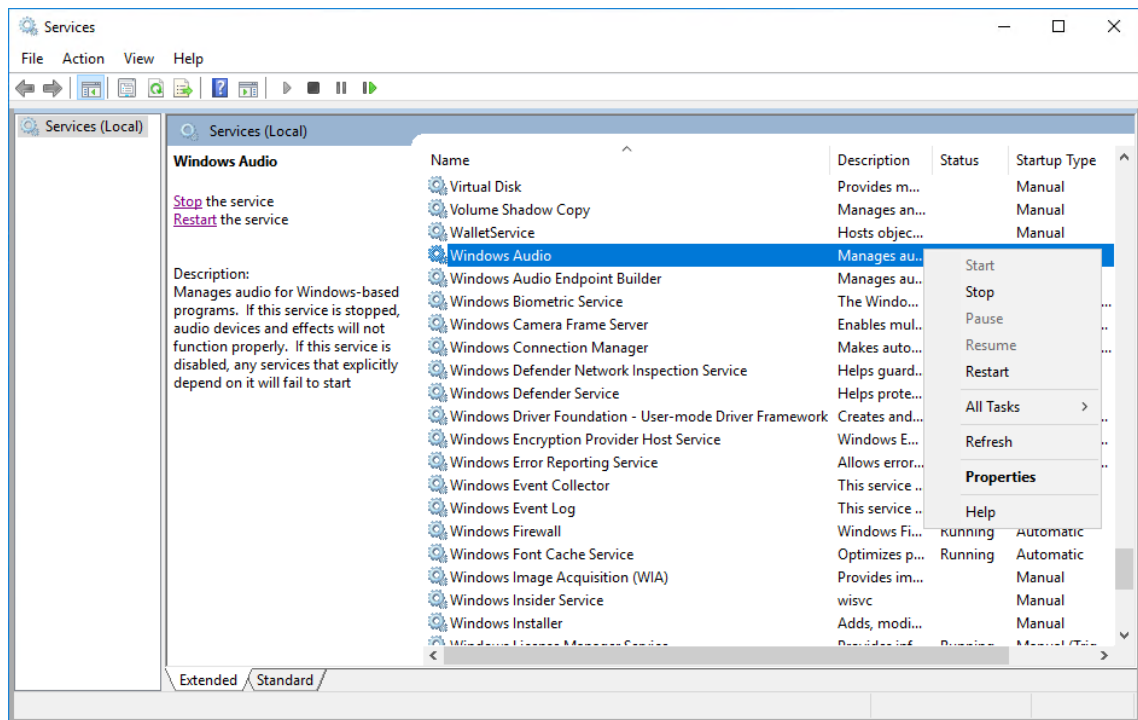 Services
File Action View Help
Services (Local)
Services (Local)
Windows Audio
Stop the service
Restart the service
Description:
Manages audio for Windows-based
programs. If this service is stopped,
audio devices and effects will not
function properly. If this service is
disabled, any services that explicitly
depend on it will fail to start
Name Description Status Startup Type
Virtual Disk Provides m... Manual
Volume Shadow Copy Manages an... Manual
WalletService Hosts objec... Manual
Windows Audio Manages au...
Windows Audio Endpoint Builder Manages au...
Windows Biometric Service The Windo...
Windows Camera Frame Server Enables mul...
Windows Connection Manager Makes auto...
Windows Defender Network Inspection Service Helps guard...
Windows Defender Service Helps prote...
Windows Driver Foundation - User-mode Driver Framework Creates and...
Windows Encryption Provider Host Service Windows E...
Windows Error Reporting Service Allows error...
Windows Event Collector This service ...
Windows Event Log This service ...
Windows Firewall Windows Fi... Running Automatic
Windows Font Cache Service Optimizes p... Running Automatic
Windows Image Acquisition (WIA) Provides im... Manual
Windows Insider Service wisvc Manual
Windows Installer Adds, modi... Manual
Windows License Manager Service Provides inf... Running Manual (Trig...
Start
Stop
Pause
Resume
Restart
All Tasks
Refresh
Properties
Help
Extended Standard